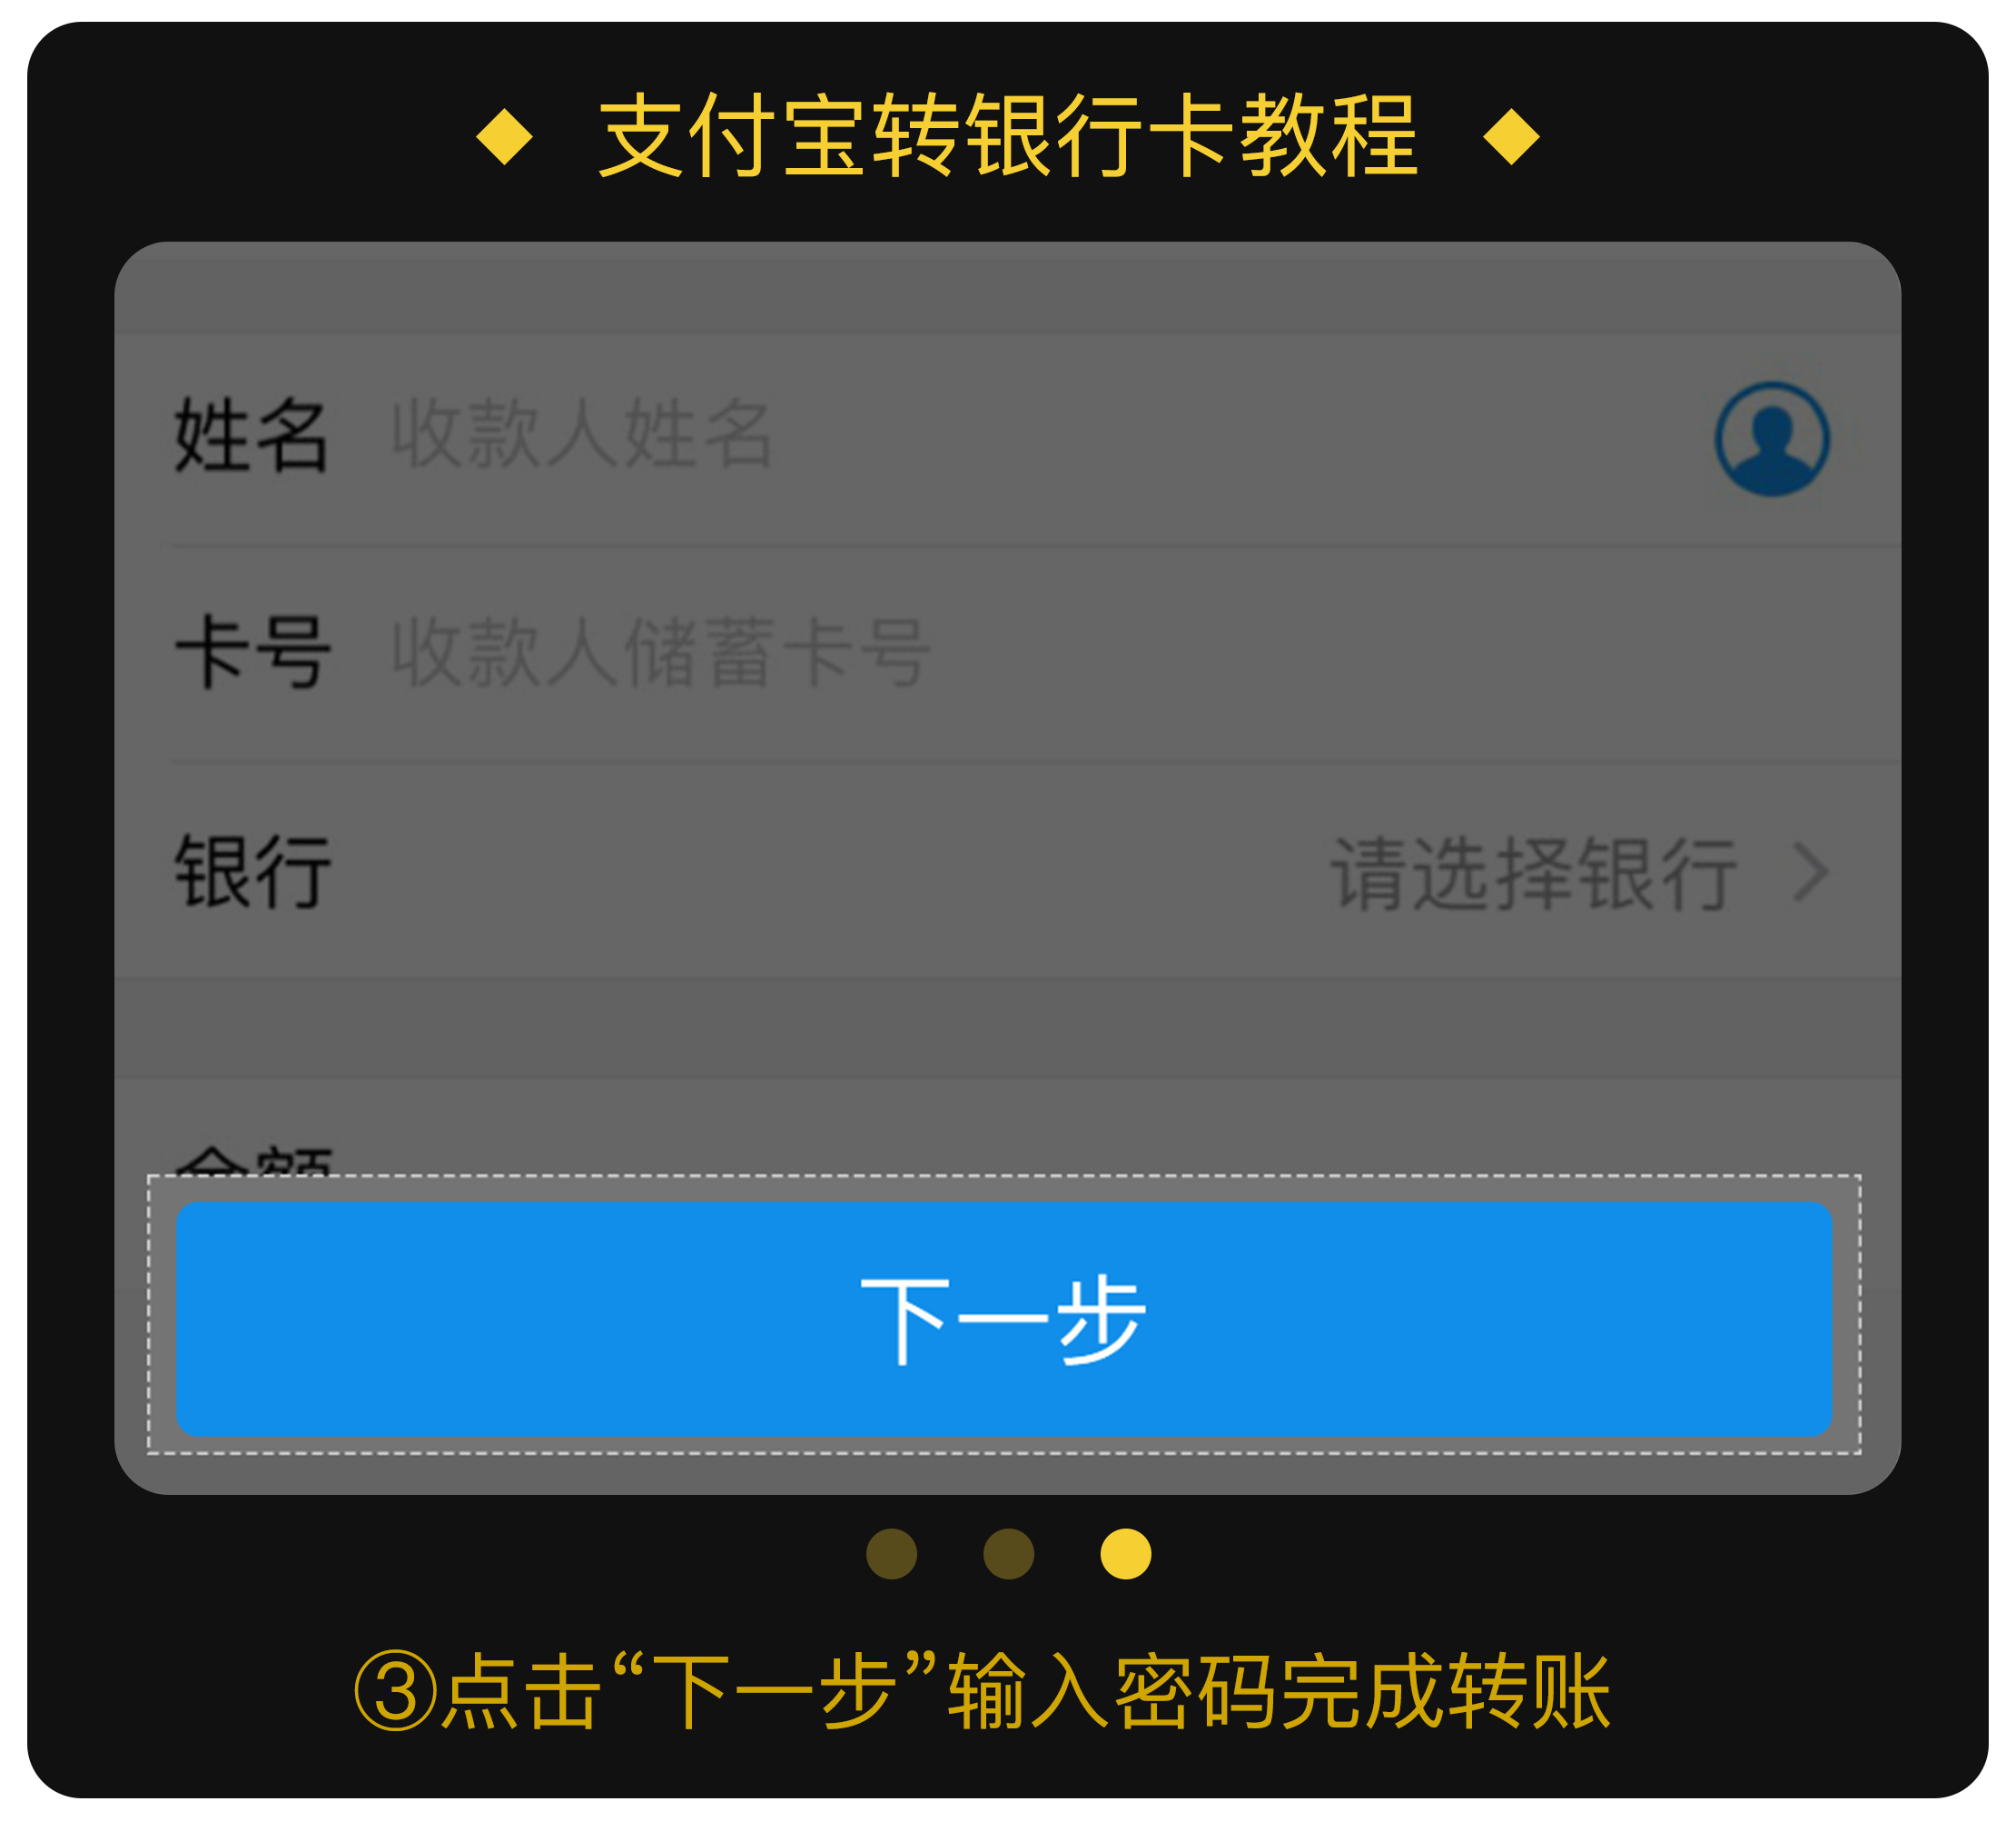 ◆ 支付宝转银行卡教程 ◆
姓名 收款人姓名
卡号 收款人储蓄卡号
银行 请选择银行 >
金额
下一步
③点击“下一步”输入密码完成转账